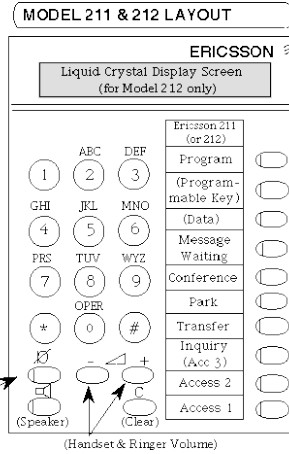 MODEL 211 & 212 LAYOUT
ERICSSON
Liquid Crystal Display Screen
(for Model 212 only)
Ericsson 211
(or 212)
Program
(Program-
mable Key)
(Data)
Message
Waiting
Conference
Park
Transfer
Inquiry
(Acc 3)
Access 2
Access 1
ABC DEF
1 2 3
GHI JKL MNO
4 5 6
PRS TUV WYZ
7 8 9
OPER
* 0 #
- +
C
(Speaker) (Clear)
(Handset & Ringer Volume)